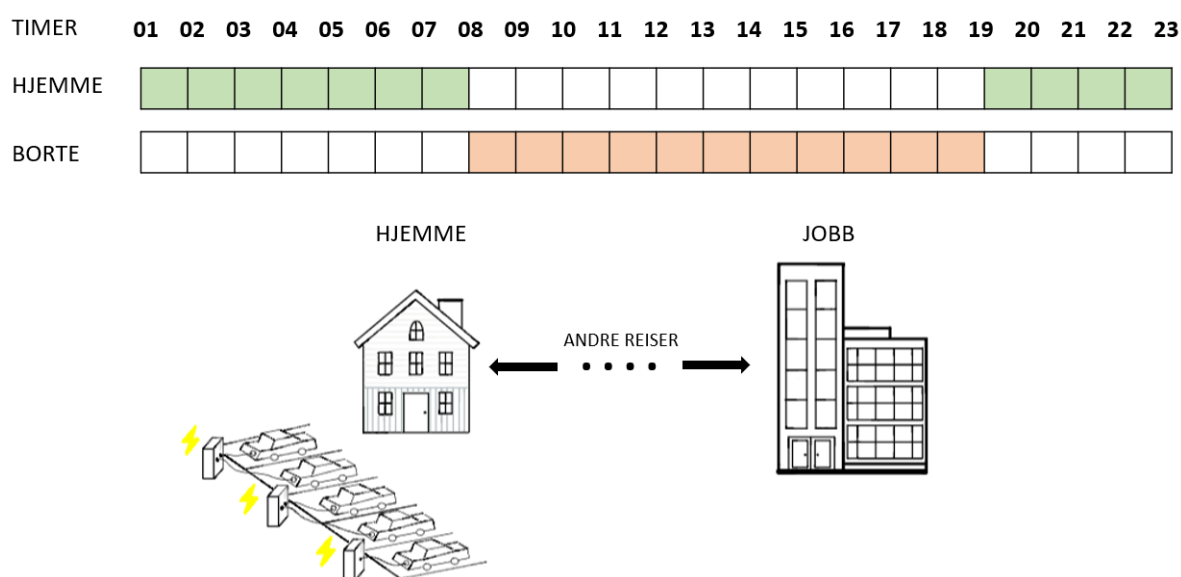 TIMER 01 02 03 04 05 06 07 08 09 10 11 12 13 14 15 16 17 18 19 20 21 22 23
HJEMME
BORTE
HJEMME JOBB
ANDRE REISER